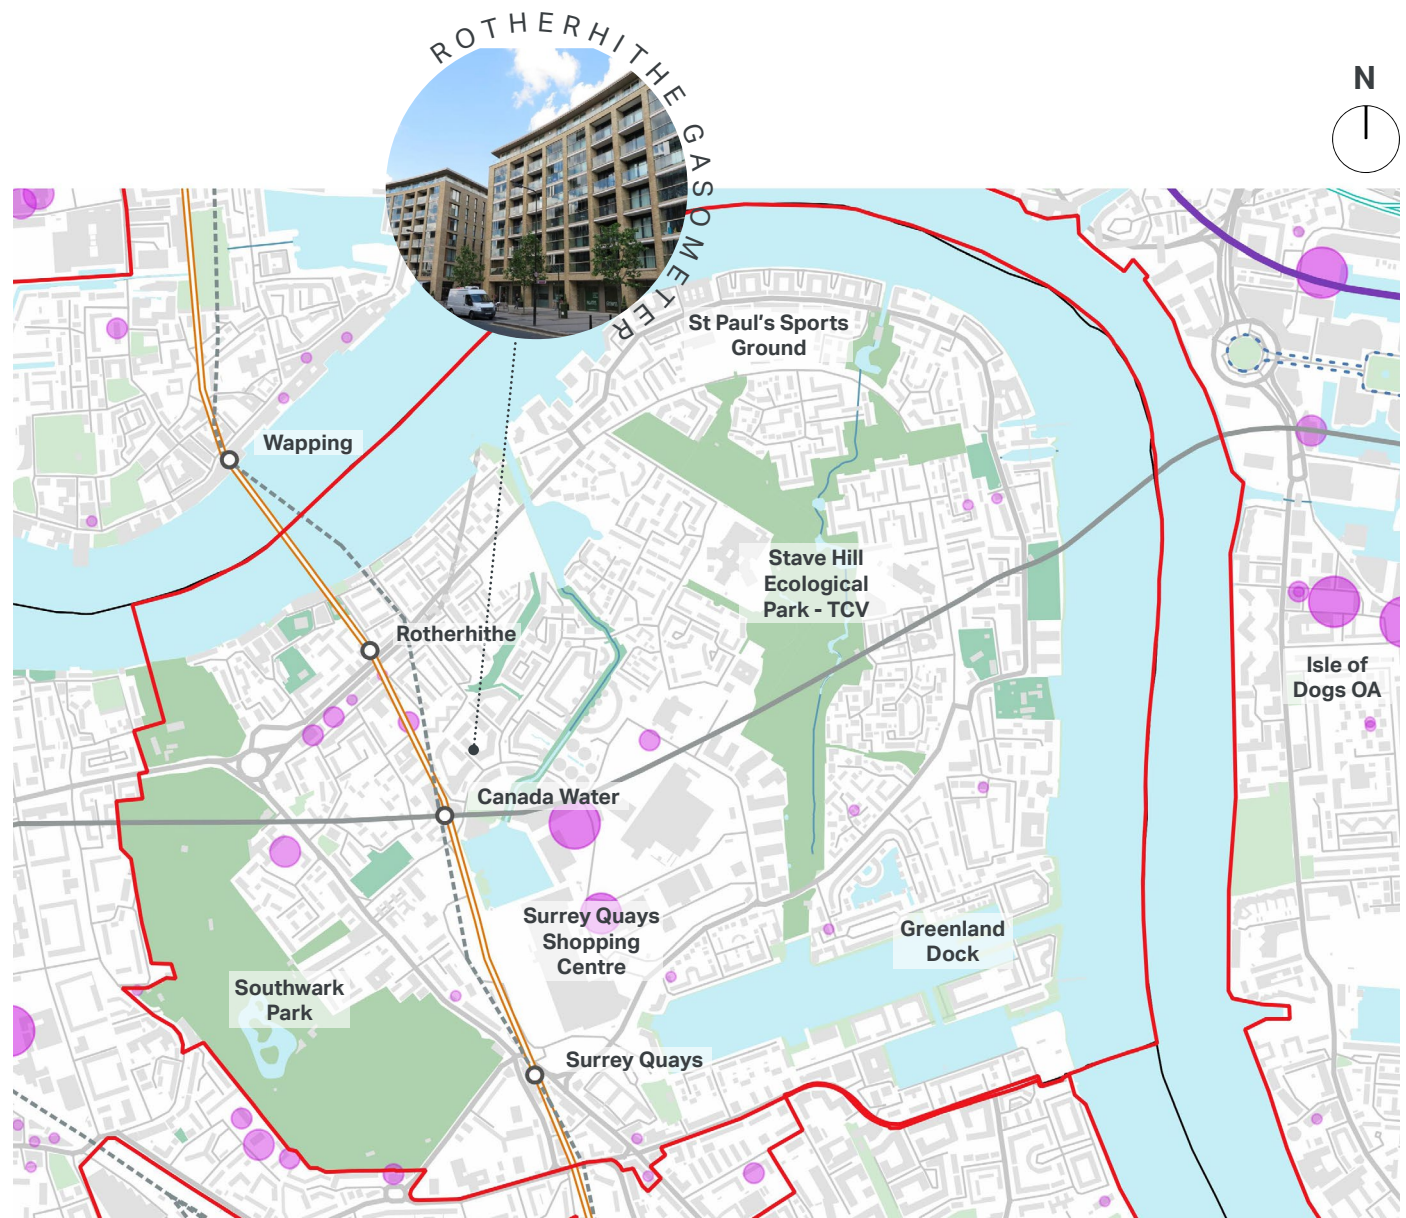 ROTHERHITHE GASOMETER
N
St Paul's Sports
Ground
Wapping
Stave Hill
Ecological
Park - TCV
Rotherhithe
Isle of
Dogs OA
Canada Water
Surrey Quays
Shopping
Centre
Greenland
Dock
Southwark
Park
Surrey Quays